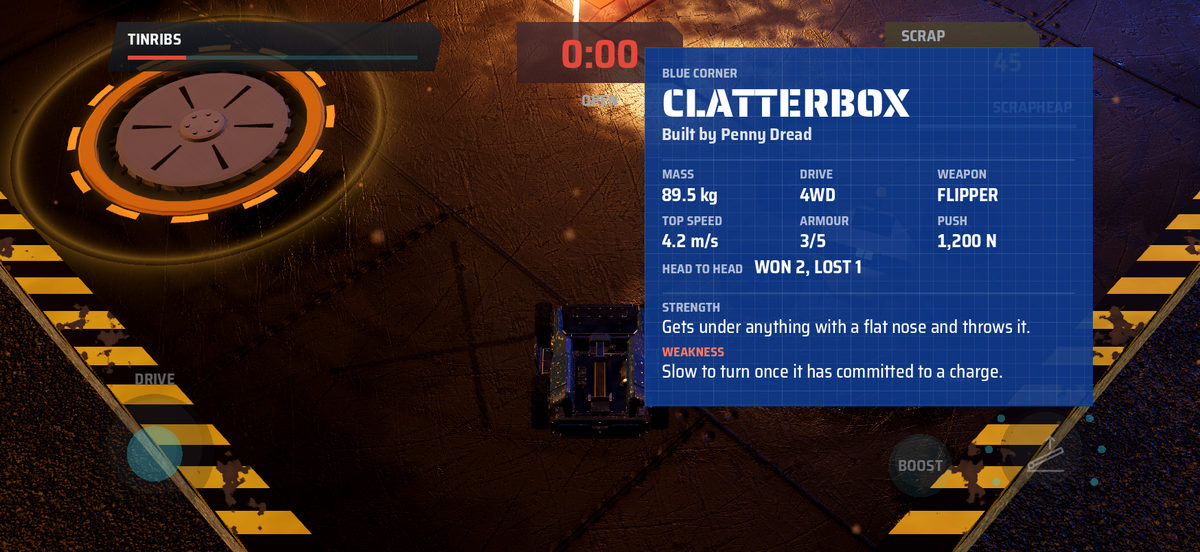 TINRIBS
0:00
OPEN
SCRAP
45
SCRAPHEAP
BLUE CORNER
CLATTERBOX
Built by Penny Dread
MASS DRIVE WEAPON
89.5 kg 4WD FLIPPER
TOP SPEED ARMOUR PUSH
4.2 m/s 3/5 1,200 N
HEAD TO HEAD WON 2, LOST 1
STRENGTH
Gets under anything with a flat nose and throws it.
WEAKNESS
Slow to turn once it has committed to a charge.
DRIVE
BOOST